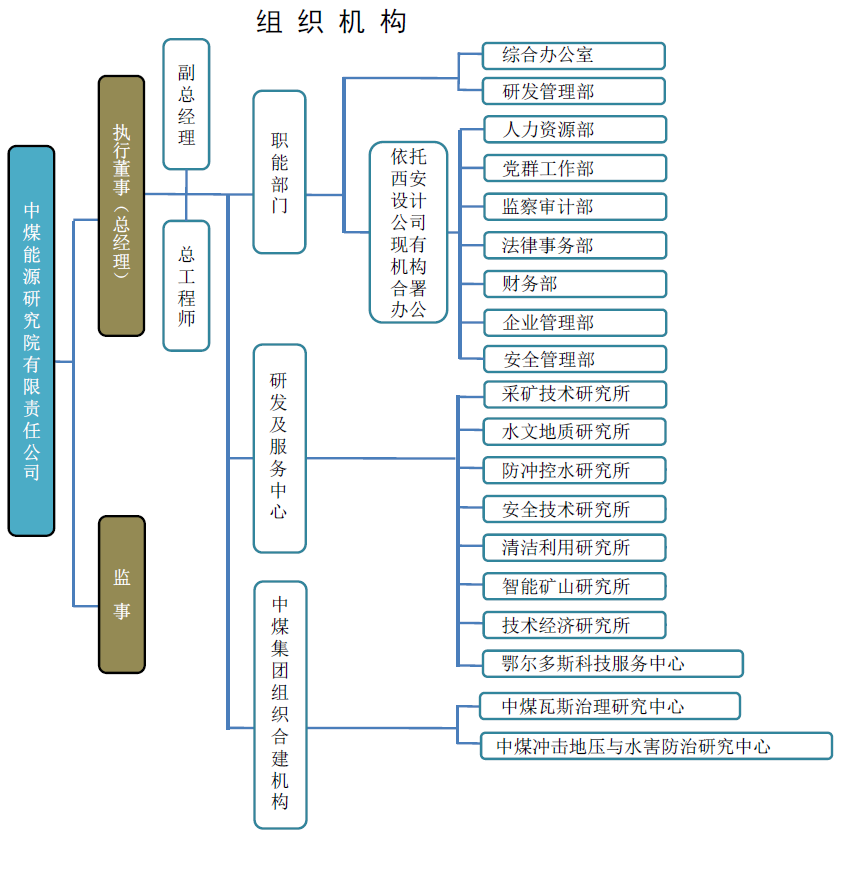 组织机构
中煤能源研究院有限责任公司
执行董事（总经理）
监事
副总经理
总工程师
职能部门
综合办公室
研发管理部
依托
西安
设计
公司
现有
机构
合署
办公
人力资源部
党群工作部
监察审计部
法律事务部
财务部
企业管理部
安全管理部
研发及服务中心
采矿技术研究所
水文地质研究所
防冲控水研究所
安全技术研究所
清洁利用研究所
智能矿山研究所
技术经济研究所
鄂尔多斯科技服务中心
中煤集团组织合建机构
中煤瓦斯治理研究中心
中煤冲击地压与水害防治研究中心